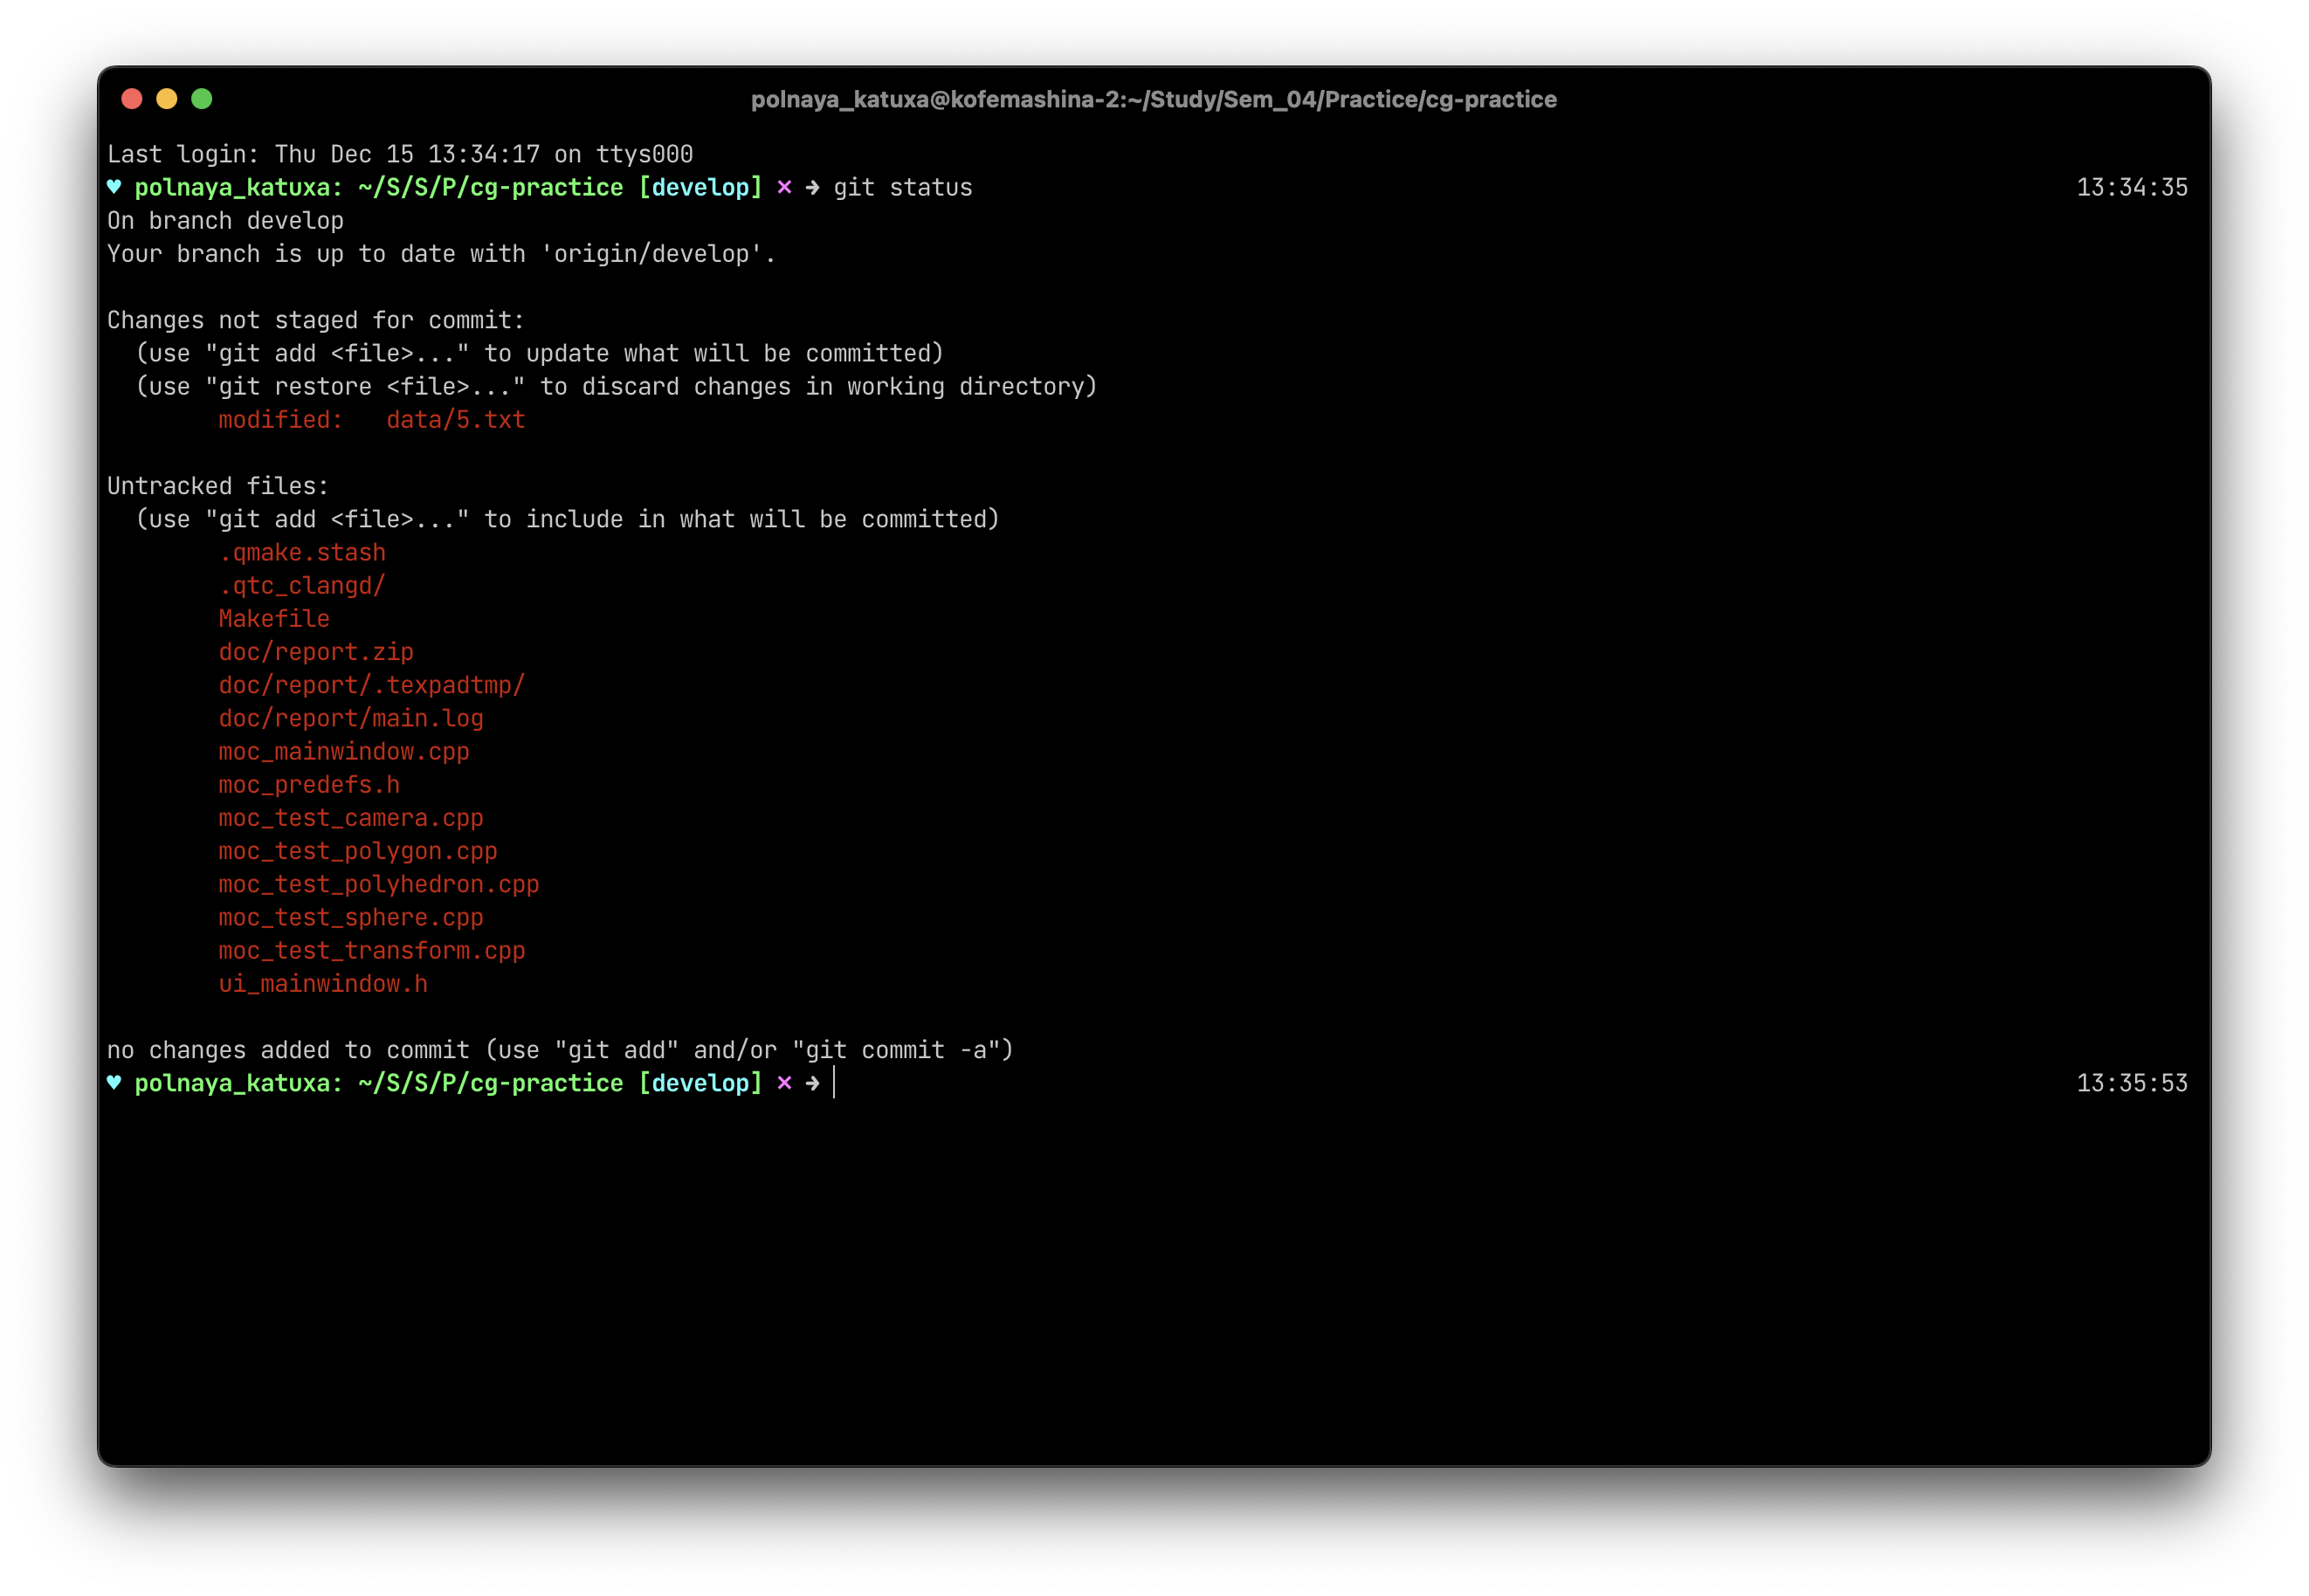 polnaya_katuxa@kofemashina-2:~/Study/Sem_04/Practice/cg-practice
Last login: Thu Dec 15 13:34:17 on ttys000
♥ polnaya_katuxa: ~/S/S/P/cg-practice [develop] × → git status 13:34:35
On branch develop
Your branch is up to date with 'origin/develop'.
Changes not staged for commit:
  (use "git add <file>..." to update what will be committed)
  (use "git restore <file>..." to discard changes in working directory)
        modified:   data/5.txt
Untracked files:
  (use "git add <file>..." to include in what will be committed)
        .qmake.stash
        .qtc_clangd/
        Makefile
        doc/report.zip
        doc/report/.texpadtmp/
        doc/report/main.log
        moc_mainwindow.cpp
        moc_predefs.h
        moc_test_camera.cpp
        moc_test_polygon.cpp
        moc_test_polyhedron.cpp
        moc_test_sphere.cpp
        moc_test_transform.cpp
        ui_mainwindow.h
no changes added to commit (use "git add" and/or "git commit -a")
♥ polnaya_katuxa: ~/S/S/P/cg-practice [develop] × → 13:35:53